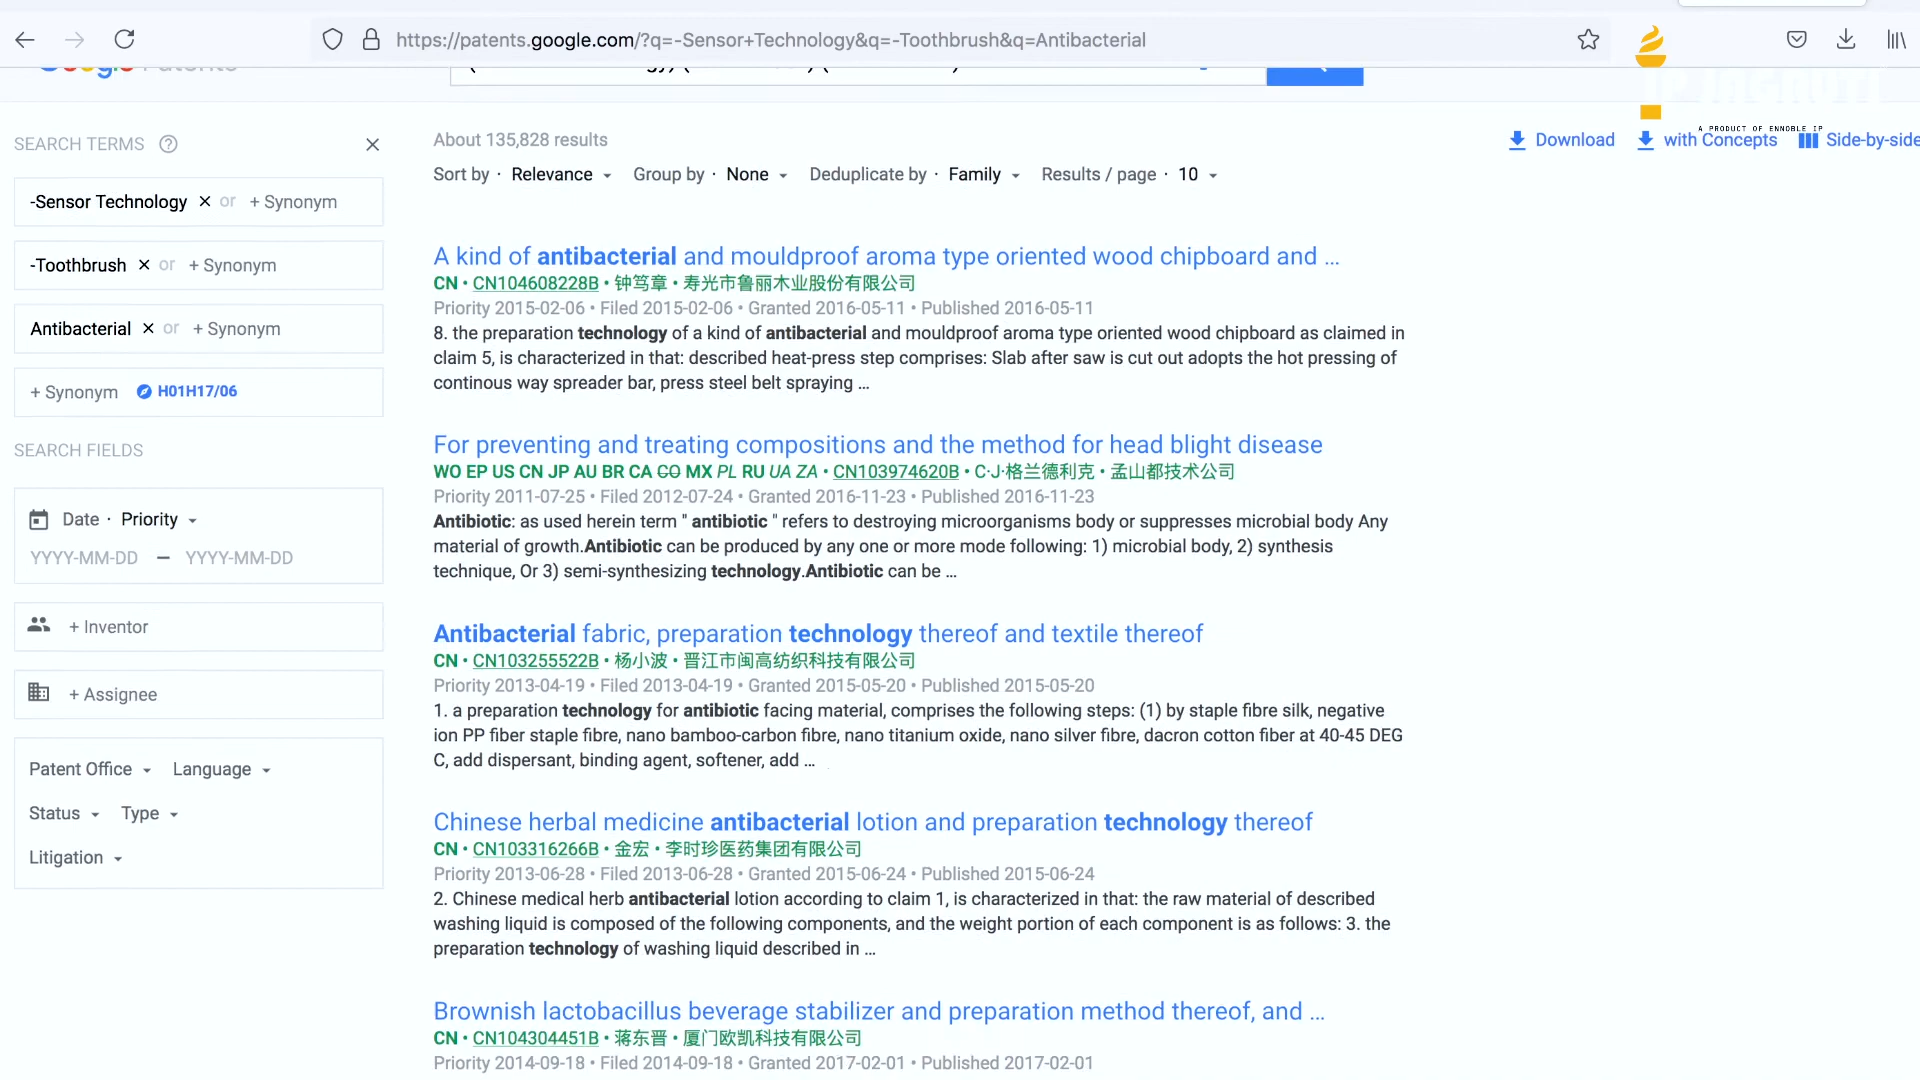 https://patents.google.com/?q=-Sensor+Technology&q=-Toothbrush&q=Antibacterial
A PRODUCT OF ENNOBLE IP
SEARCH TERMS
About 135,828 results
Download with Concepts Side-by-side
Sort by · Relevance Group by · None Deduplicate by · Family Results / page · 10
-Sensor Technology × or + Synonym
-Toothbrush × or + Synonym
Antibacterial × or + Synonym
+ Synonym H01H17/06
SEARCH FIELDS
Date · Priority
YYYY-MM-DD – YYYY-MM-DD
+ Inventor
+ Assignee
Patent Office Language
Status Type
Litigation
A kind of antibacterial and mouldproof aroma type oriented wood chipboard and ...
CN • CN104608228B • 钟笃章 • 寿光市鲁丽木业股份有限公司
Priority 2015-02-06 • Filed 2015-02-06 • Granted 2016-05-11 • Published 2016-05-11
8. the preparation technology of a kind of antibacterial and mouldproof aroma type oriented wood chipboard as claimed in
claim 5, is characterized in that: described heat-press step comprises: Slab after saw is cut out adopts the hot pressing of
continous way spreader bar, press steel belt spraying ...
For preventing and treating compositions and the method for head blight disease
WO EP US CN JP AU BR CA CO MX PL RU UA ZA • CN103974620B • C·J·格兰德利克 • 孟山都技术公司
Priority 2011-07-25 • Filed 2012-07-24 • Granted 2016-11-23 • Published 2016-11-23
Antibiotic: as used herein term " antibiotic " refers to destroying microorganisms body or suppresses microbial body Any
material of growth.Antibiotic can be produced by any one or more mode following: 1) microbial body, 2) synthesis
technique, Or 3) semi-synthesizing technology.Antibiotic can be ...
Antibacterial fabric, preparation technology thereof and textile thereof
CN • CN103255522B • 杨小波 • 晋江市闽高纺织科技有限公司
Priority 2013-04-19 • Filed 2013-04-19 • Granted 2015-05-20 • Published 2015-05-20
1. a preparation technology for antibiotic facing material, comprises the following steps: (1) by staple fibre silk, negative
ion PP fiber staple fibre, nano bamboo-carbon fibre, nano titanium oxide, nano silver fibre, dacron cotton fiber at 40-45 DEG
C, add dispersant, binding agent, softener, add ...
Chinese herbal medicine antibacterial lotion and preparation technology thereof
CN • CN103316266B • 金宏 • 李时珍医药集团有限公司
Priority 2013-06-28 • Filed 2013-06-28 • Granted 2015-06-24 • Published 2015-06-24
2. Chinese medical herb antibacterial lotion according to claim 1, is characterized in that: the raw material of described
washing liquid is composed of the following components, and the weight portion of each component is as follows: 3. the
preparation technology of washing liquid described in ...
Brownish lactobacillus beverage stabilizer and preparation method thereof, and ...
CN • CN104304451B • 蒋东晋 • 厦门欧凯科技有限公司
Priority 2014-09-18 • Filed 2014-09-18 • Granted 2017-02-01 • Published 2017-02-01